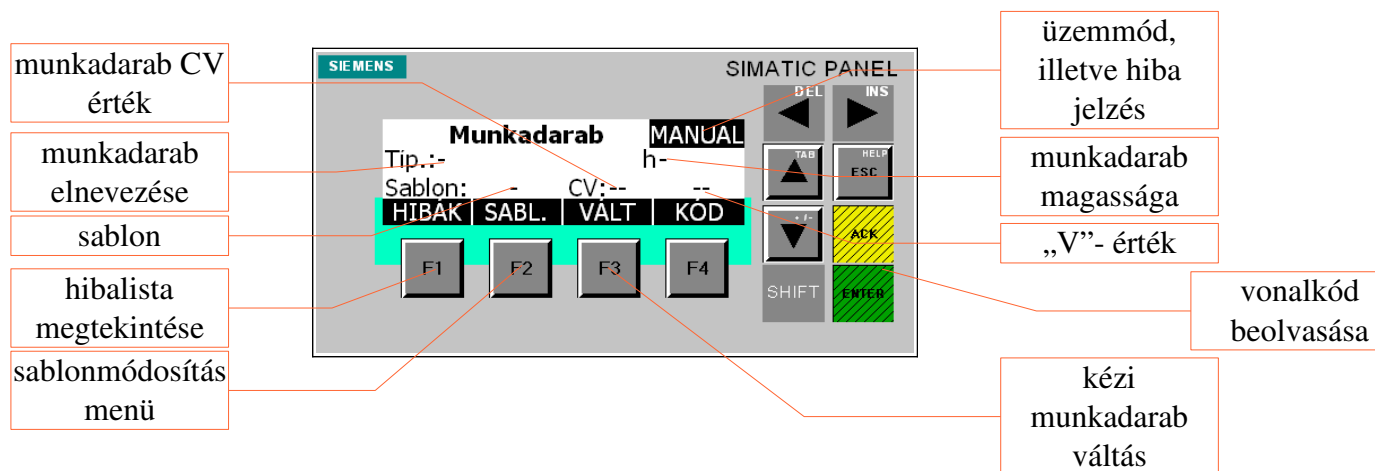 munkadarab CV
érték
munkadarab
elnevezése
sablon
hibalista
megtekintése
sablonmódosítás
menü
SIEMENS
SIMATIC PANEL
Munkadarab MANUAL
Típ.:- h-
Sablon: - CV:-- --
HIBÁK SABL. VÁLT KÓD
F1 F2 F3 F4
DEL INS
TAB HELP
ESC
+ / -
ACK
SHIFT ENTER
üzemmód,
illetve hiba
jelzés
munkadarab
magassága
„V”- érték
vonalkód
beolvasása
kézi
munkadarab
váltás